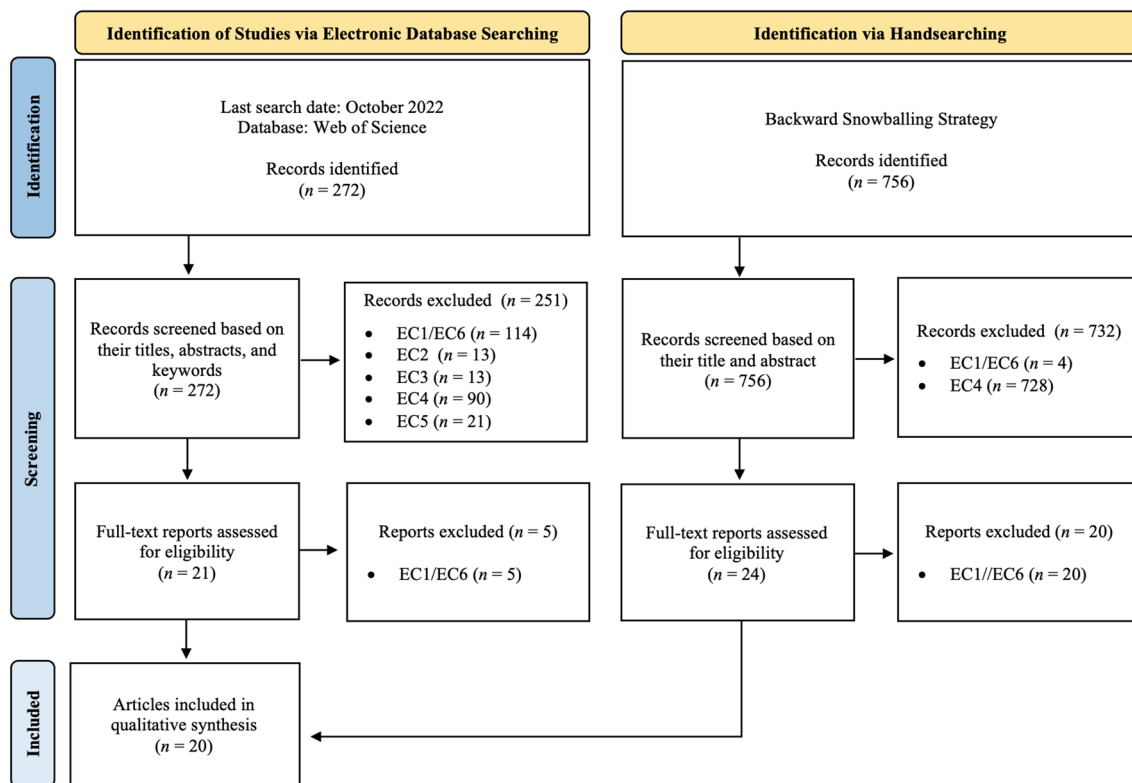 Identification of Studies via Electronic Database Searching
Identification via Handsearching
Identification
Last search date: October 2022
Database: Web of Science
Records identified
(n = 272)
Backward Snowballing Strategy
Records identified
(n = 756)
Screening
Records screened based on
their titles, abstracts, and
keywords
(n = 272)
Records excluded (n = 251)
• EC1/EC6 (n = 114)
• EC2 (n = 13)
• EC3 (n = 13)
• EC4 (n = 90)
• EC5 (n = 21)
Records screened based on
their title and abstract
(n = 756)
Records excluded (n = 732)
• EC1/EC6 (n = 4)
• EC4 (n = 728)
Full-text reports assessed
for eligibility
(n = 21)
Reports excluded (n = 5)
• EC1/EC6 (n = 5)
Full-text reports assessed
for eligibility
(n = 24)
Reports excluded (n = 20)
• EC1//EC6 (n = 20)
Included
Articles included in
qualitative synthesis
(n = 20)